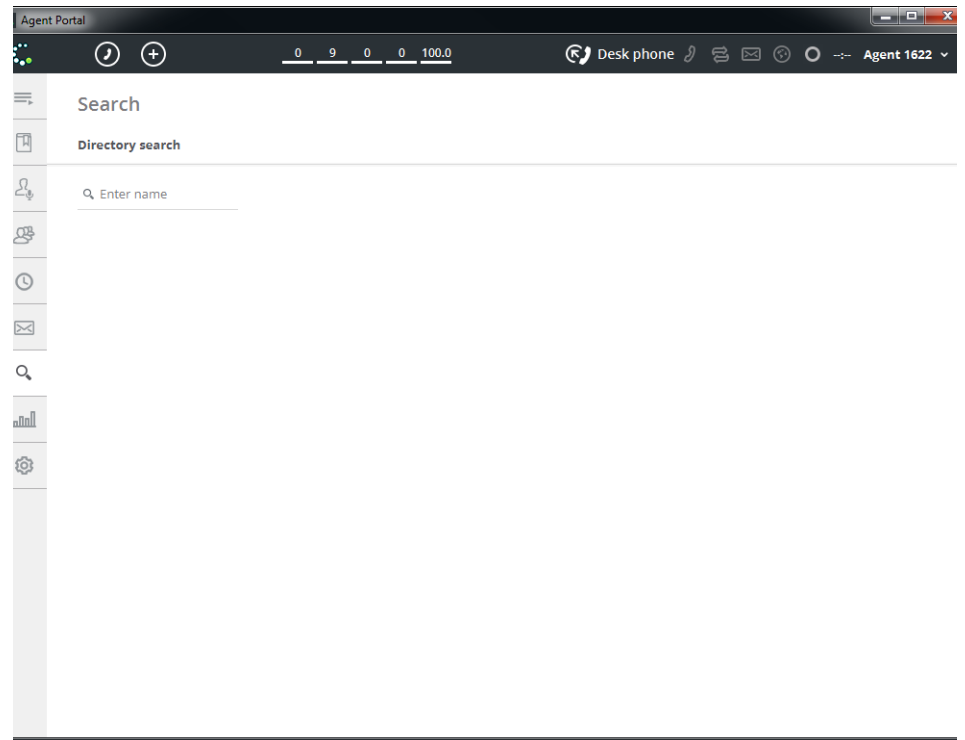 Agent Portal
0 9 0 0 100.0 Desk phone --:-- Agent 1622
Search
Directory search
Enter name